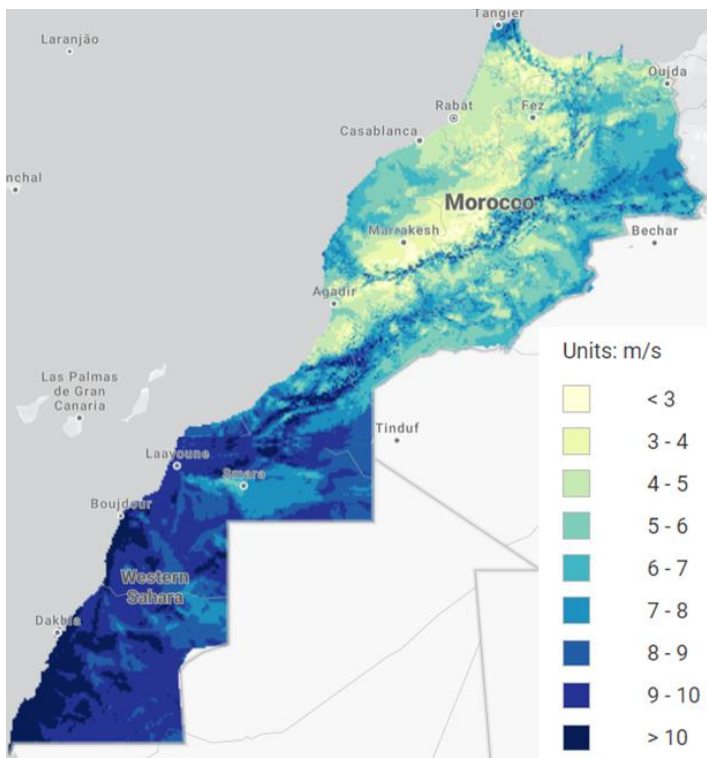 Tangier
Laranjão
Oujda
Rabat
Fez
Casablanca
nchal
Morocco
Marrakesh
Bechar
Agadir
Units: m/s
Las Palmas
de Gran
Canaria
< 3
3 - 4
Tinduf
Laayoune
4 - 5
Smara
Boujdour
5 - 6
6 - 7
Western
Sahara
7 - 8
Dakhla
8 - 9
9 - 10
> 10